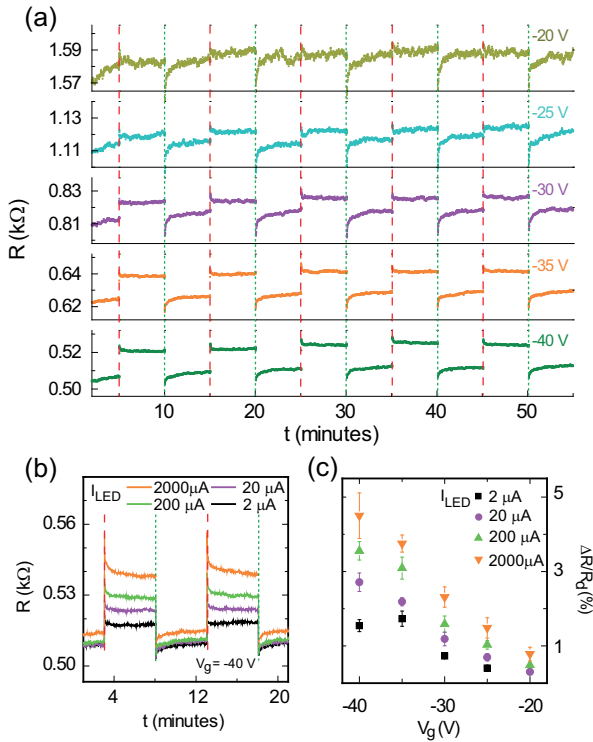 (a)
1.59
1.57
-20 V
1.13
1.11
-25 V
0.83
0.81
-30 V
0.64
0.62
-35 V
0.52
0.50
-40 V
R (kΩ)
10 20 30 40 50
t (minutes)
(b)
I_LED
2000μA 20 μA
200 μA 2 μA
0.56
0.53
0.50
R (kΩ)
V_g = -40 V
4 12 20
t (minutes)
(c)
I_LED
2 μA
20 μA
200 μA
2000μA
5
3
1
ΔR/R_d(%)
-40 -30 -20
V_g(V)